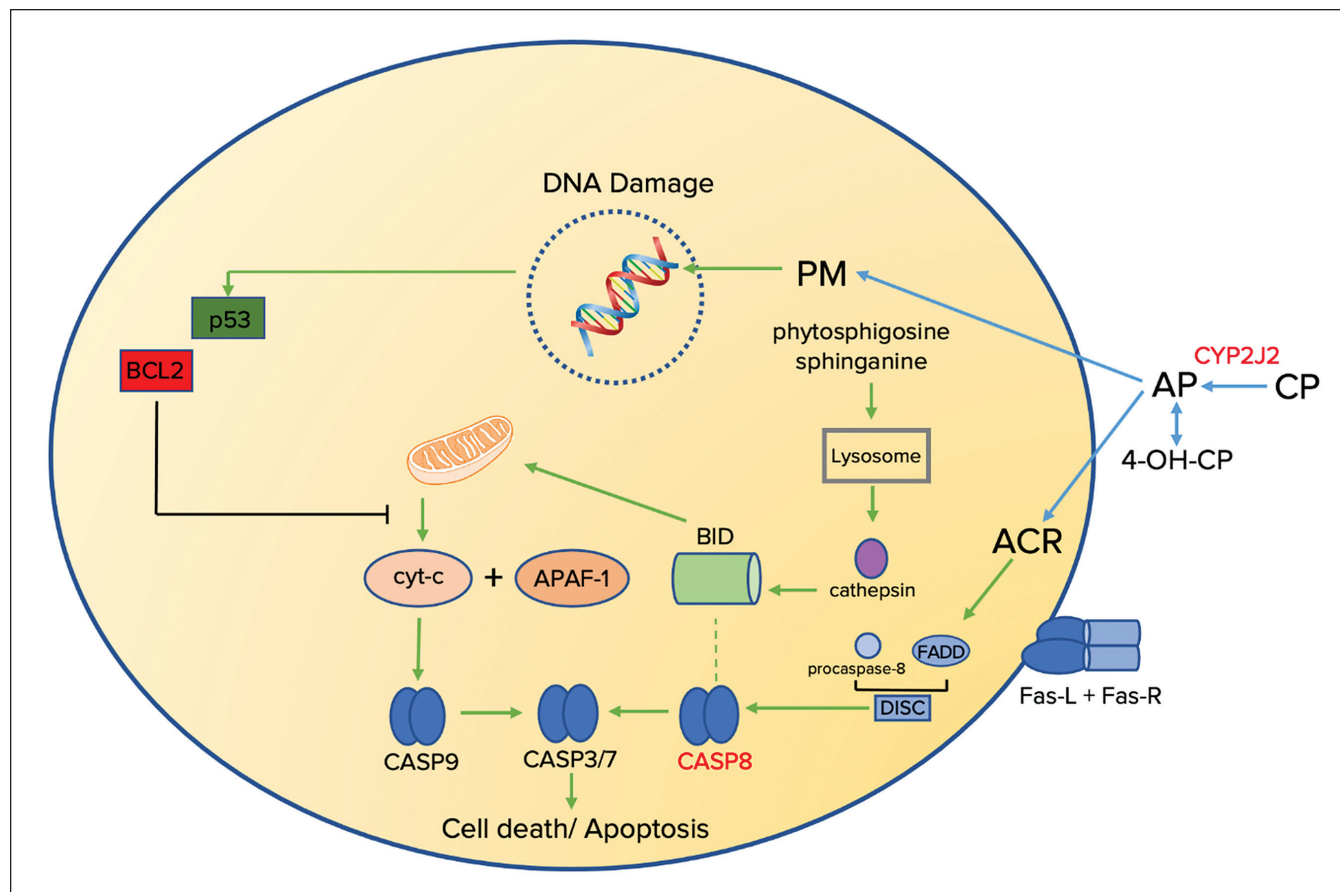 DNA Damage
PM
p53
phytosphigosine
sphinganine
BCL2
CYP2J2
AP
CP
Lysosome
4-OH-CP
BID
ACR
cyt-c
+
APAF-1
cathepsin
procaspase-8
FADD
Fas-L + Fas-R
DISC
CASP9
CASP3/7
CASP8
Cell death/ Apoptosis